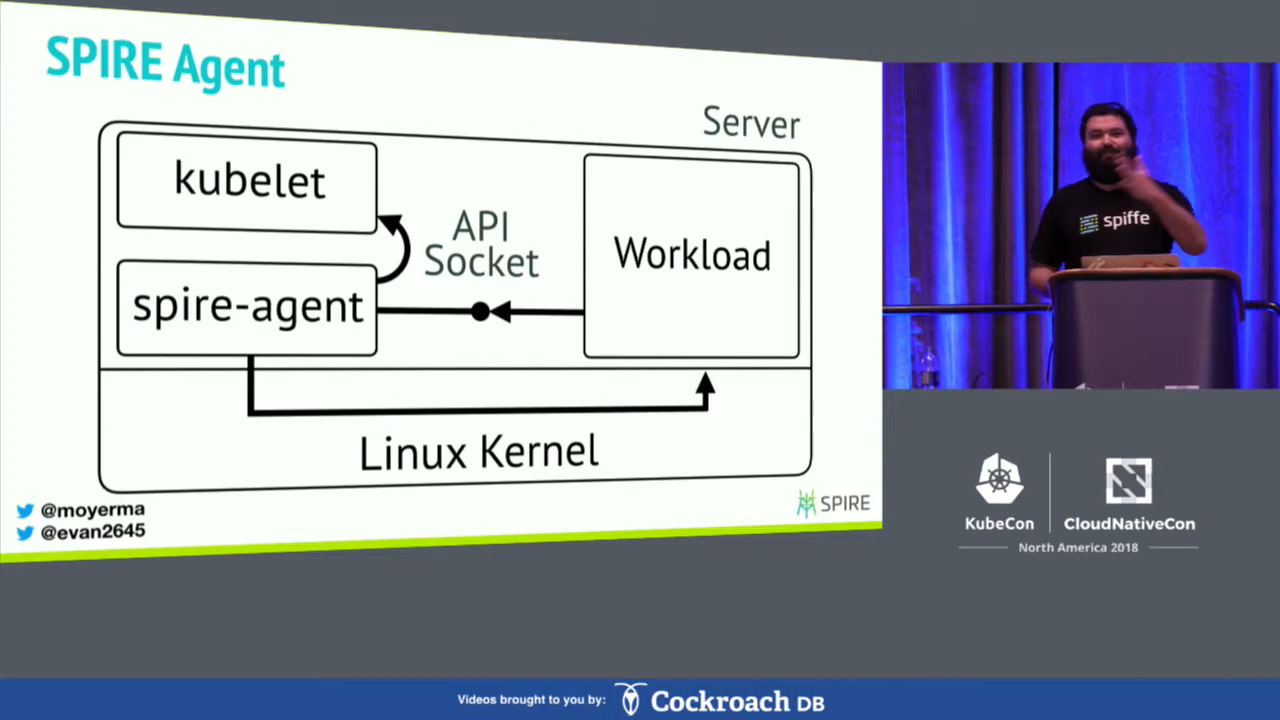 SPIRE Agent
Server
kubelet
API
Socket
Workload
spire-agent
Linux Kernel
@moyerma
@evan2645
SPIRE
spiffe
KubeCon
CloudNativeCon
North America 2018
Videos brought to you by:
Cockroach DB